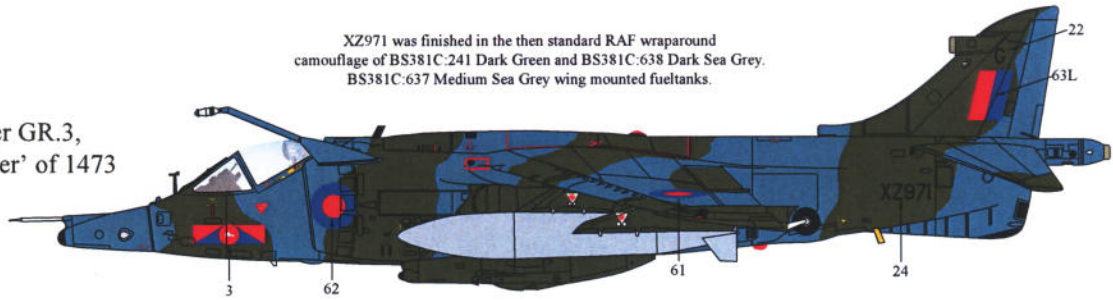 XZ971 was finished in the then standard RAF wraparound
camouflage of BS381C:241 Dark Green and BS381C:638 Dark Sea Grey.
BS381C:637 Medium Sea Grey wing mounted fueltanks.
er GR.3,
er’ of 1473
22
G
63L
XZ971
3
62
61
24